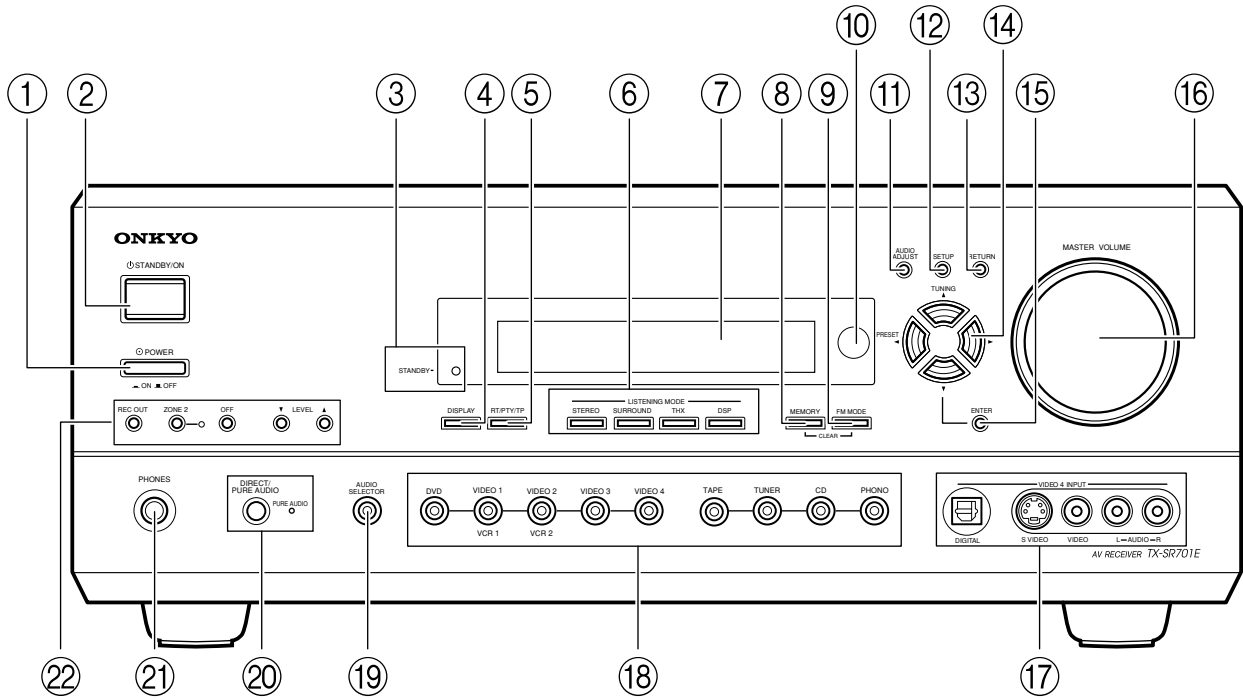 ① ② ③ ④ ⑤ ⑥ ⑦ ⑧ ⑨ ⑩ ⑪ ⑫ ⑬ ⑭ ⑮ ⑯
ONKYO
STANDBY/ON
POWER
ON OFF
REC OUT ZONE 2 OFF ▼ LEVEL ▲
STANDBY
DISPLAY RT/PTY/TP
LISTENING MODE
STEREO SURROUND THX DSP
MEMORY FM MODE
CLEAR
AUDIO ADJUST
SETUP
RETURN
TUNING
PRESET
ENTER
MASTER VOLUME
PHONES
DIRECT/
PURE AUDIO
PURE AUDIO
AUDIO
SELECTOR
DVD VIDEO 1 VIDEO 2 VIDEO 3 VIDEO 4 TAPE TUNER CD PHONO
VCR 1 VCR 2
VIDEO 4 INPUT
DIGITAL S VIDEO VIDEO L AUDIO R
AV RECEIVER TX-SR701E
㉒ ㉑ ⑳ ⑲ ⑱ ⑰